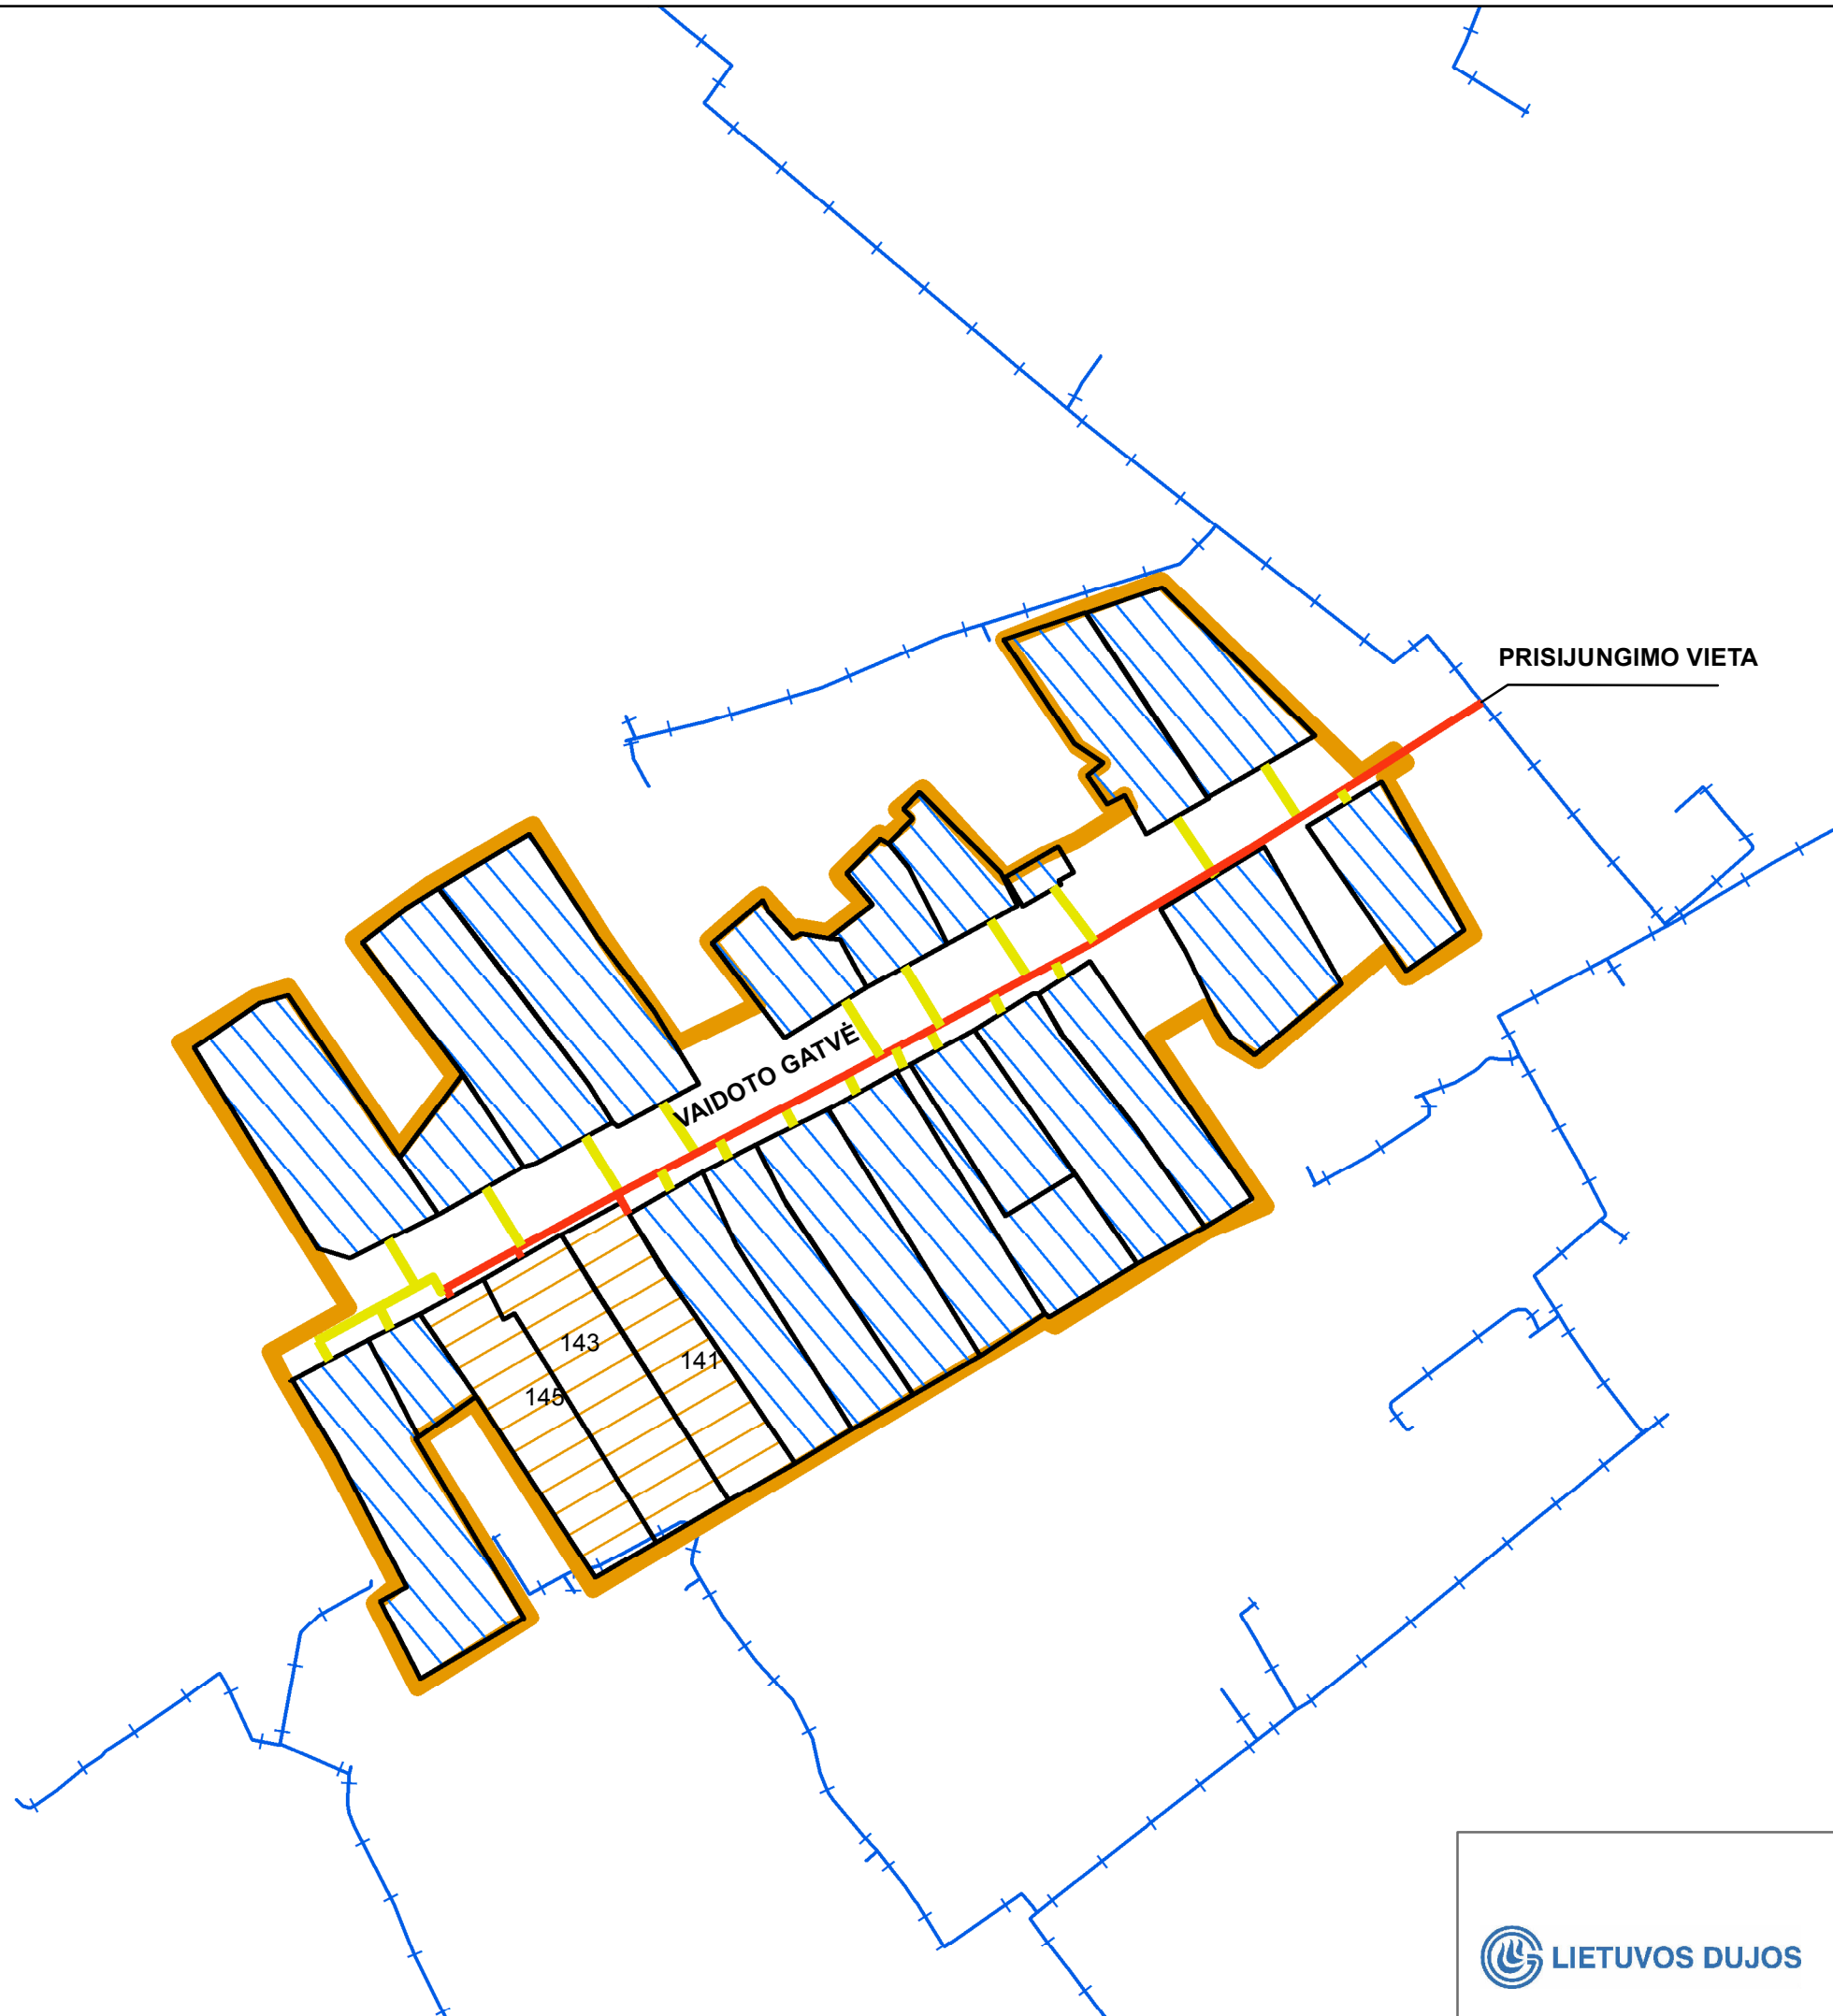 PRISIJUNGIMO VIETA
VAIDOTO GATVĖ
143
141
145
LIETUVOS DUJOS